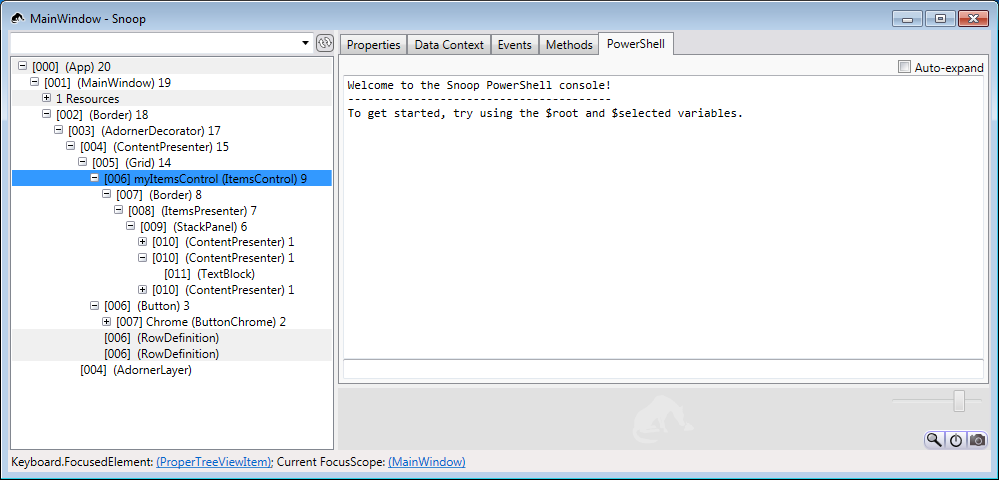 MainWindow - Snoop
Properties Data Context Events Methods PowerShell
[000] (App) 20
[001] (MainWindow) 19
1 Resources
[002] (Border) 18
[003] (AdornerDecorator) 17
[004] (ContentPresenter) 15
[005] (Grid) 14
[006] myItemsControl (ItemsControl) 9
[007] (Border) 8
[008] (ItemsPresenter) 7
[009] (StackPanel) 6
[010] (ContentPresenter) 1
[010] (ContentPresenter) 1
[011] (TextBlock)
[010] (ContentPresenter) 1
[006] (Button) 3
[007] Chrome (ButtonChrome) 2
[006] (RowDefinition)
[006] (RowDefinition)
[004] (AdornerLayer)
Auto-expand
Welcome to the Snoop PowerShell console!
----------------------------------------
To get started, try using the $root and $selected variables.
Keyboard.FocusedElement: (ProperTreeViewItem); Current FocusScope: (MainWindow)